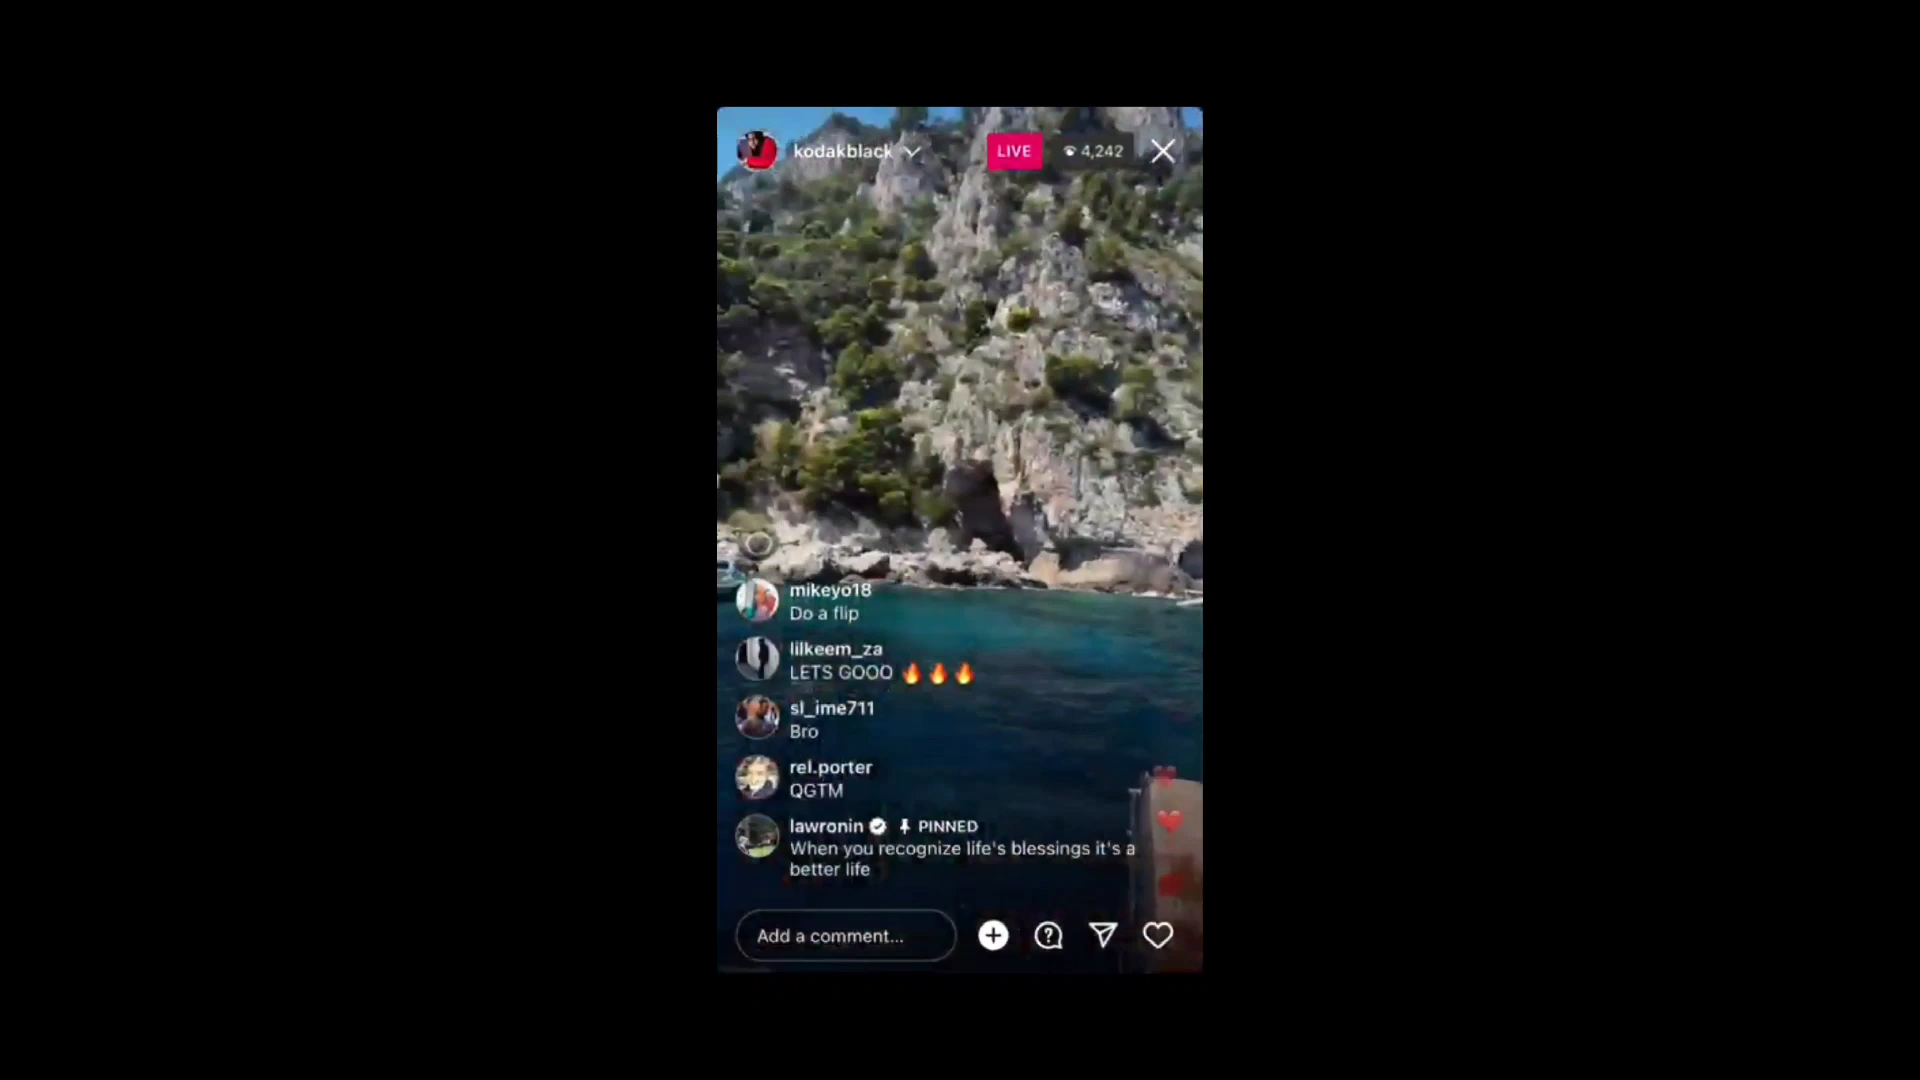 kodakblack
LIVE
4,242
mikeyo18
Do a flip
lilkeem_za
LETS GOOO 🔥🔥🔥
sl_ime711
Bro
rel.porter
QGTM
lawronin PINNED
When you recognize life's blessings it's a
better life
Add a comment...